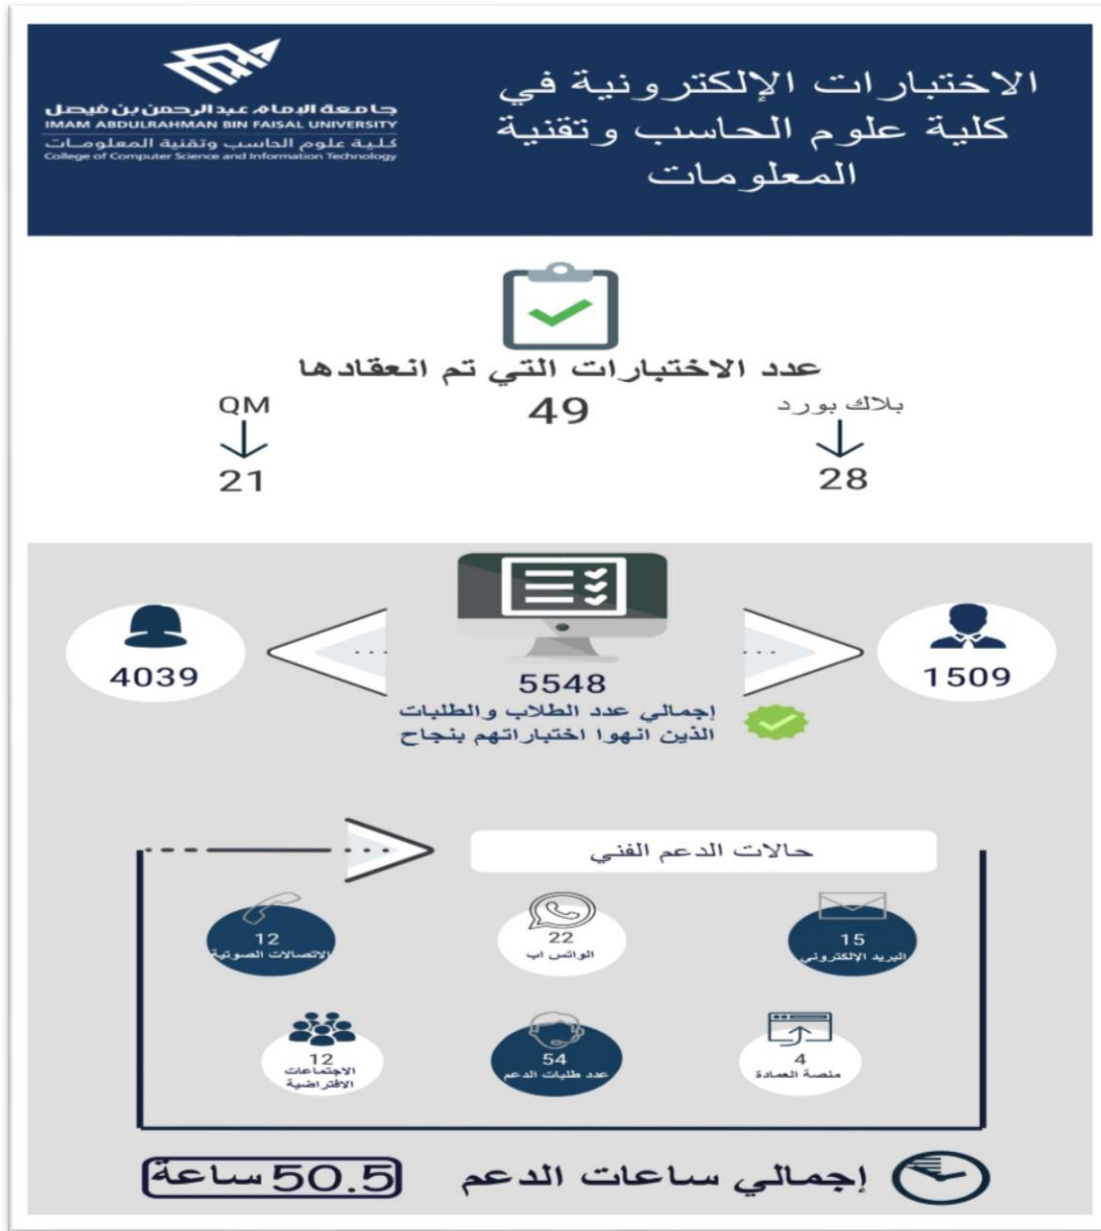 الاختبارات الإلكترونية في
كلية علوم الحاسب وتقنية
المعلومات
جامعة الإمام عبد الرحمن بن فيصل
IMAM ABDULRAHMAN BIN FAISAL UNIVERSITY
كلية علوم الحاسب وتقنية المعلومات
College of Computer Science and Information Technology
عدد الاختبارات التي تم انعقادها
49
بلاك بورد
28
QM
21
1509
5548
4039
إجمالي عدد الطلاب والطلبات
الذين انهوا اختباراتهم بنجاح
حالات الدعم الفني
15
البريد الإلكتروني
22
الواتس اب
12
الاتصالات الصوتية
4
منصة العمادة
54
عدد طلبات الدعم
12
الاجتماعات
الافتراضية
إجمالي ساعات الدعم
50.5 ساعة